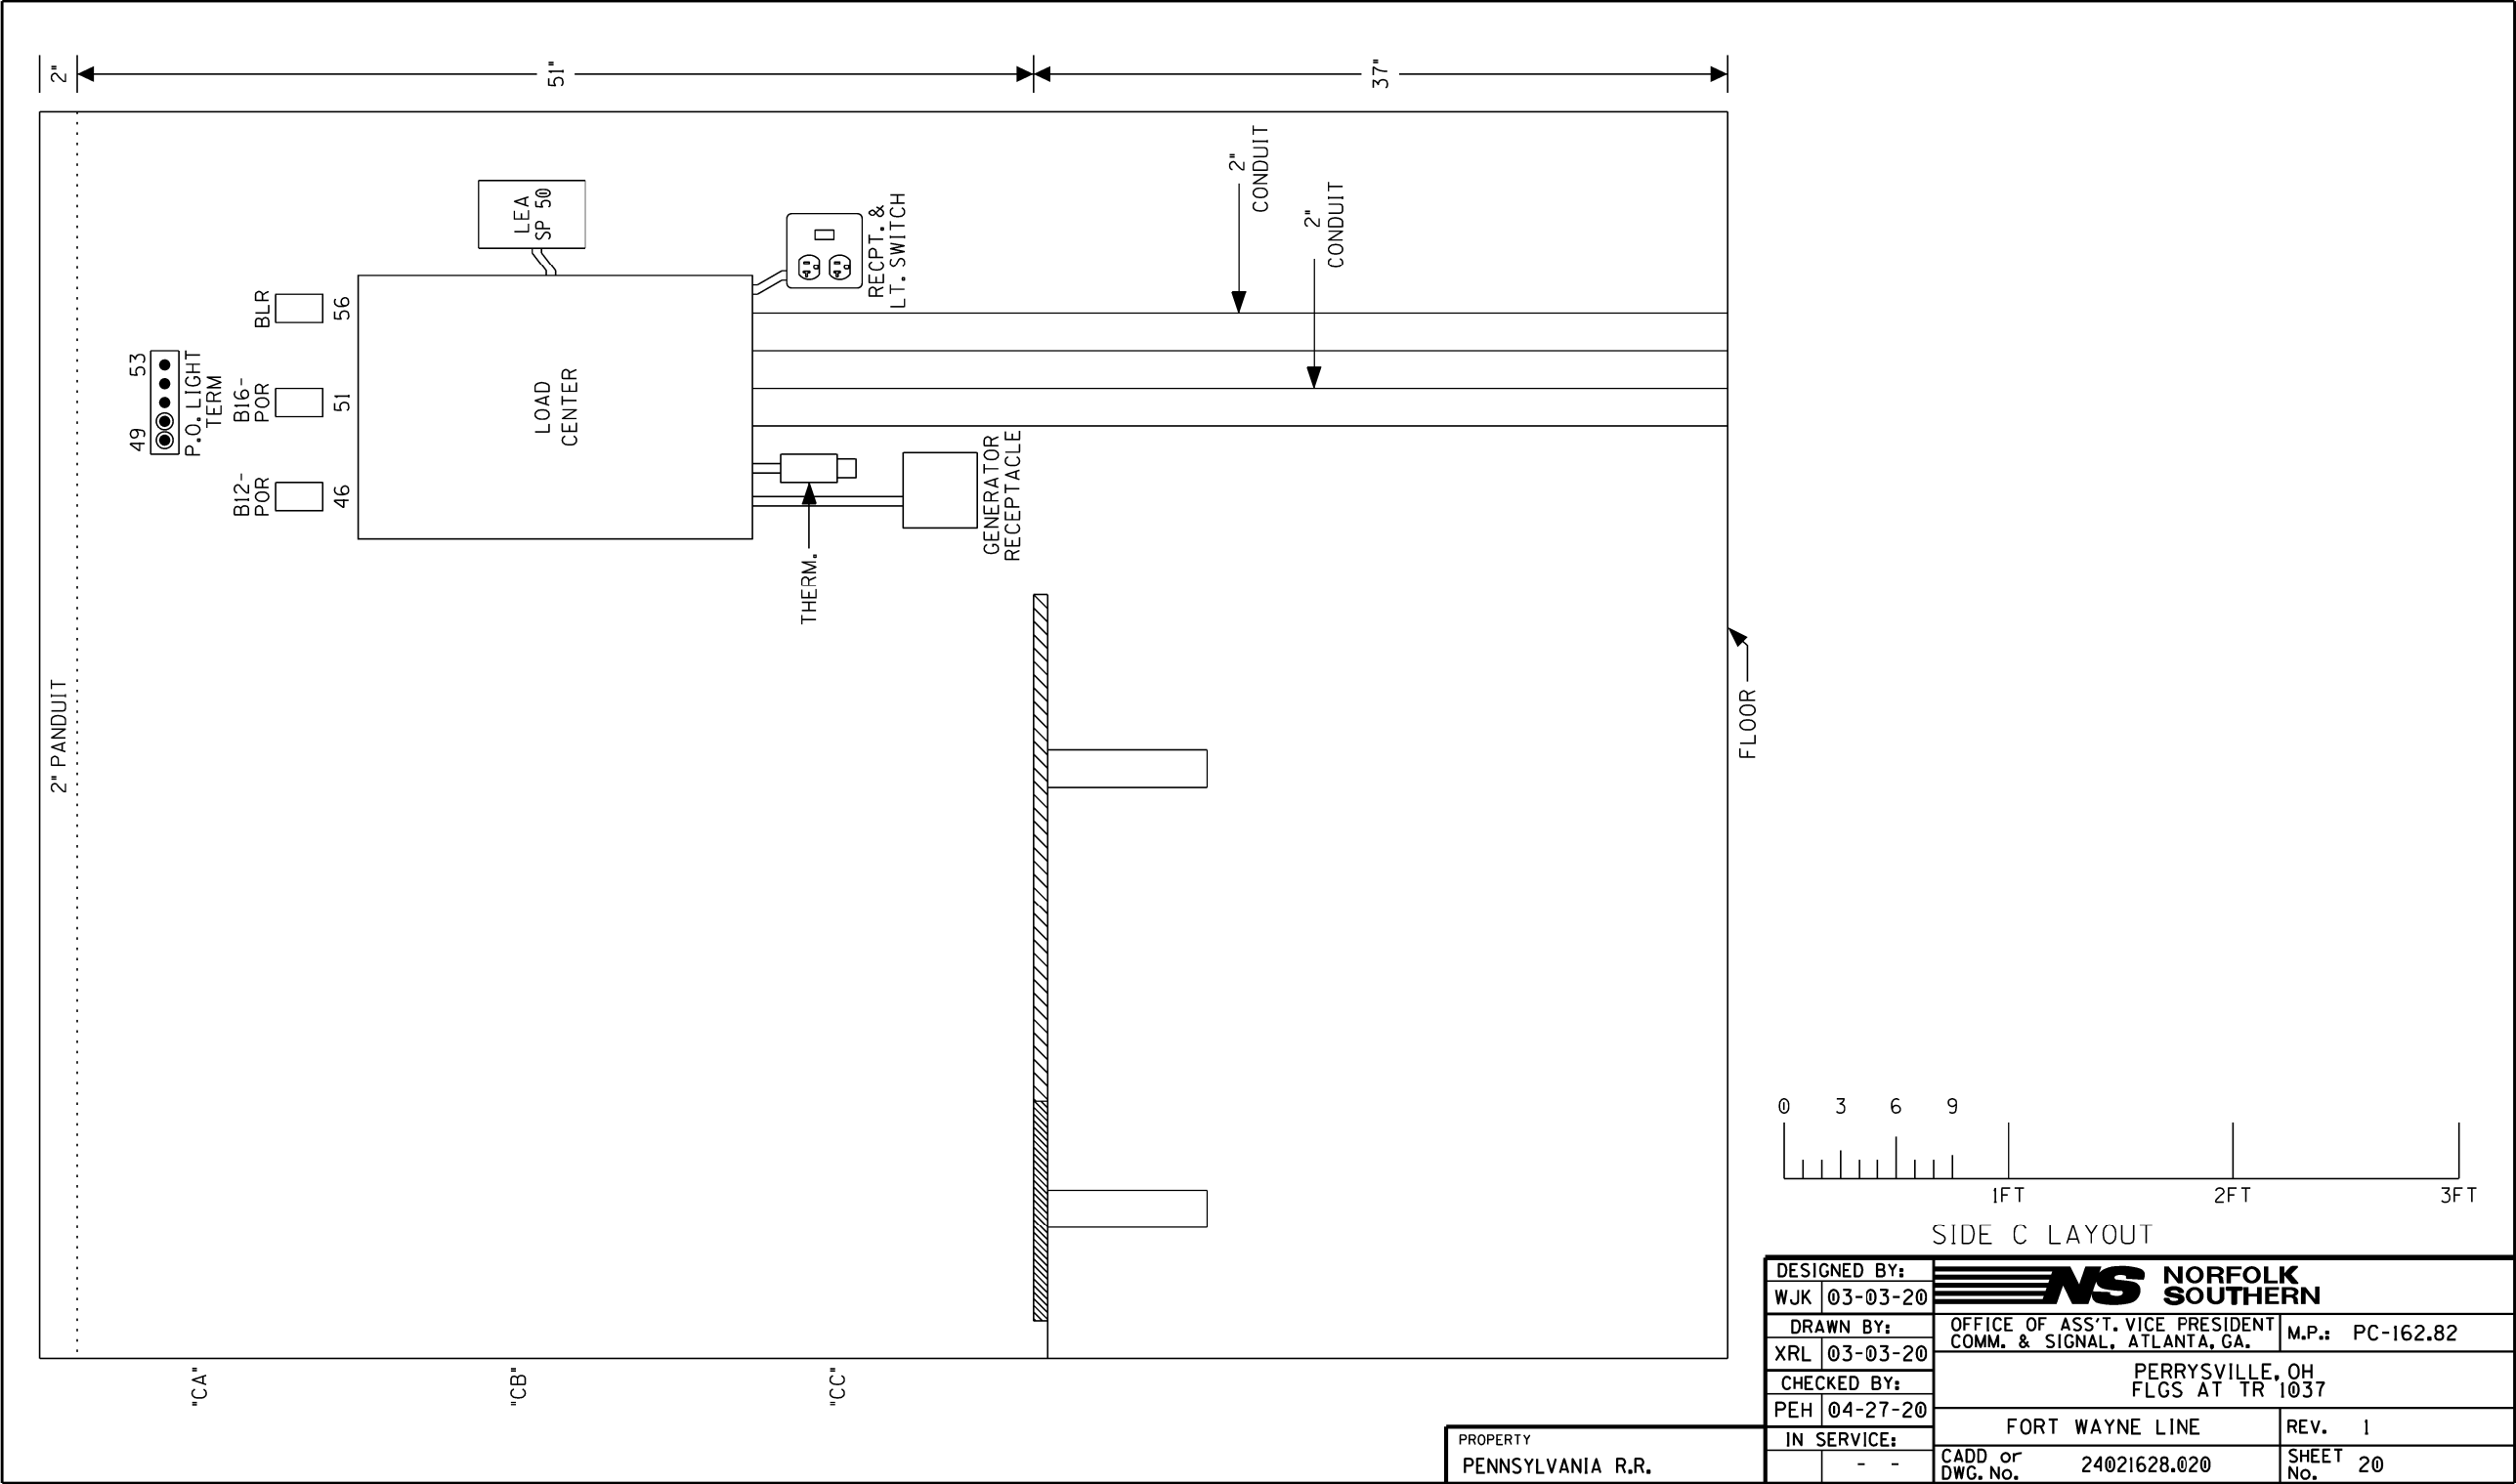 2"
51"
37"
2"
CONDUIT
2"
CONDUIT
LEA
SP 50
RECPT. &
LT. SWITCH
BLR
56
53
49
P.O. LIGHT
TERM
B16-
POR
51
B12-
POR
46
LOAD
CENTER
GENERATOR
RECEPTACLE
THERM.
2" PANDUIT
FLOOR
"CA"
"CB"
"CC"
0 3 6 9
1FT 2FT 3FT
SIDE C LAYOUT
DESIGNED BY:
WJK 03-03-20
DRAWN BY:
XRL 03-03-20
CHECKED BY:
PEH 04-27-20
IN SERVICE:
- -
NS NORFOLK
SOUTHERN
OFFICE OF ASS'T. VICE PRESIDENT
COMM. & SIGNAL, ATLANTA, GA.
M.P.: PC-162.82
PERRYSVILLE, OH
FLGS AT TR 1037
FORT WAYNE LINE
REV. 1
CADD or
DWG. No. 24021628.020
SHEET
No. 20
PROPERTY
PENNSYLVANIA R.R.